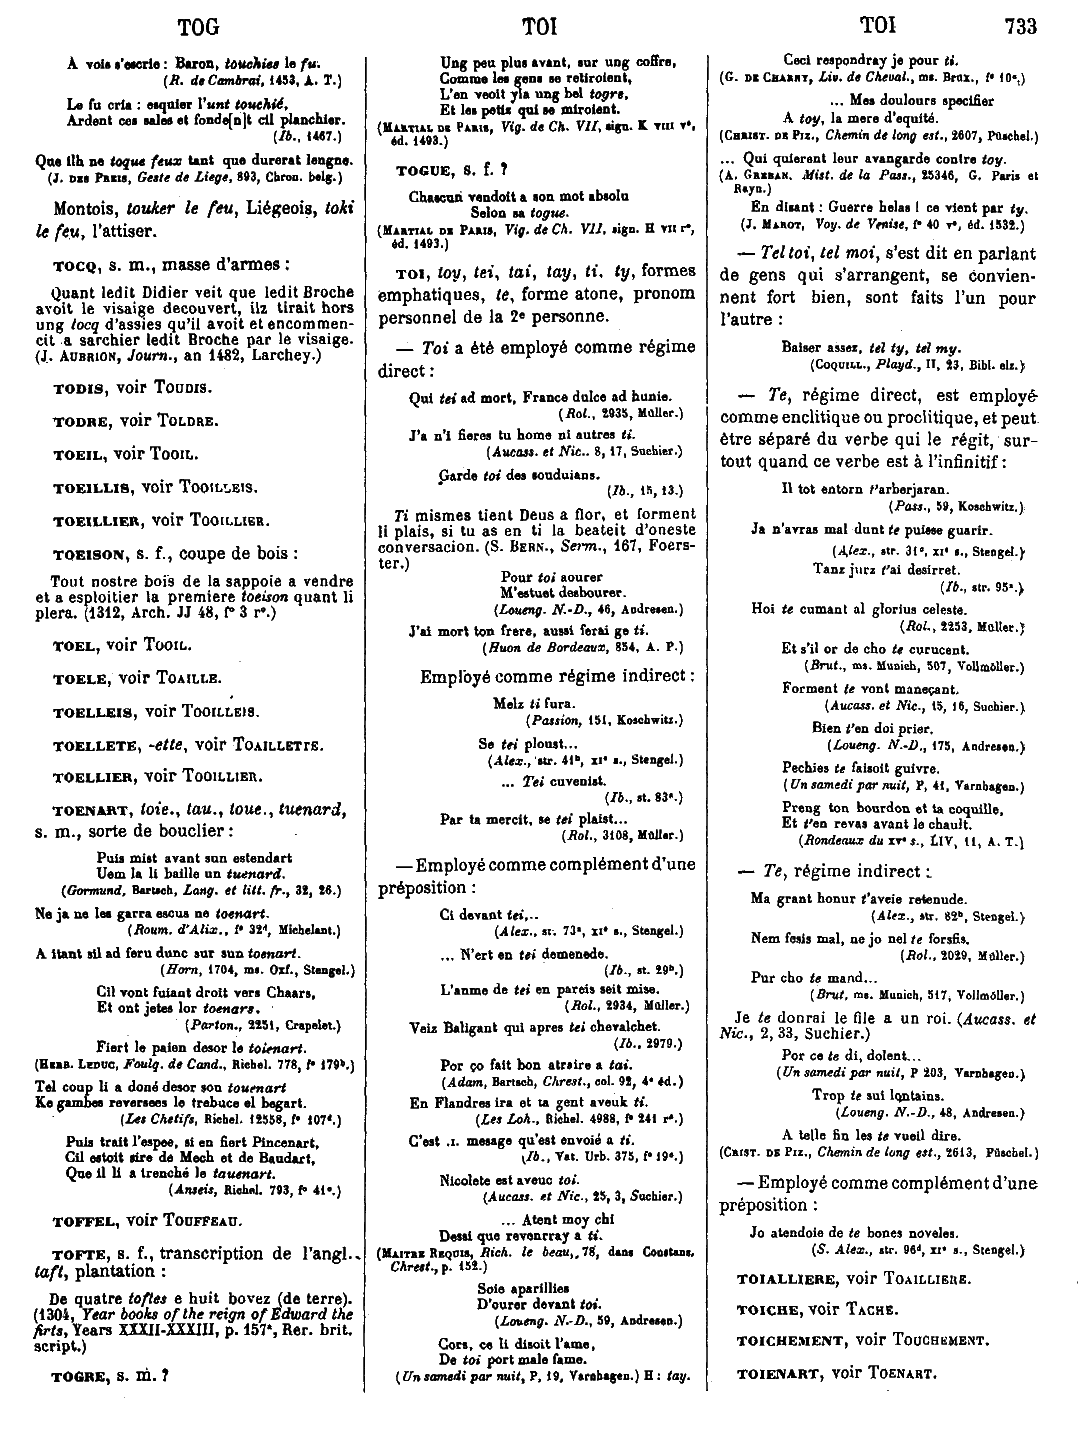 TOG
TOI
TOI 733
A vois s'escrie : Baron, touchies le fu.
(R. de Cambrai, 1453, A. T.)
Le fu cria : esquier l'unt touchié,
Ardent ces sales et fonde[n]t cil planchier.
(Ib., 1467.)
Que ilh ne toque feux tant que durerat lengne.
(J. DES PREIS, Geste de Liege, 893, Chron. belg.)
Montois, touker le feu, Liégeois, toki
le feu, l'attiser.
TOCQ, s. m., masse d'armes :
Quant ledit Didier veit que ledit Broche
avoit le visaige decouvert, ilz tirait hors
ung tocq d'assies qu'il avoit et encommen-
cit a sarchier ledit Broche par le visaige.
(J. AUBRION, Journ., an 1482, Larchey.)
TODIS, voir TOUDIS.
TODRE, voir TOLDRE.
TOEIL, voir TOOIL.
TOEILLIS, voir TOOILLEIS.
TOEILLIER, voir TOOILLIER.
TOEISON, s. f., coupe de bois :
Tout nostre bois de la sappoie a vendre
et a esploitier la premiere toeison quant li
plera. (1312, Arch. JJ 48, f° 3 r°.)
TOEL, voir TOOIL.
TOELE, voir TOAILLE.
TOELLEIS, voir TOOILLEIS.
TOELLETE, -ette, voir TOAILLETTE.
TOELLIER, voir TOOILLIER.
TOENART, toie., tau., toue., tuenard,
s. m., sorte de bouclier :
Puis mist avant sun estendart
Uem la li baille un tuenard.
(Gormund, Bartsch, Lang. et litt. fr., 32, 26.)
Ne ja ne les garra escus ne toenart.
(Roum. d'Alix., f° 32d, Michelant.)
A itant sil ad feru dunc sur sun toenart.
(Horn, 1704, ms. Oxf., Stengel.)
Cil vont fuiant droit vers Chaars,
Et ont jetes lor toenars.
(Parton., 2251, Crapelet.)
Fiert le paien desor le toienart.
(HERB. LEDUC, Foulq. de Cand., Richel. 778, f° 179b.)
Tel coup li a doné desor son touenart
Ke gambes reversees le trebuce el begart.
(Les Chetifs, Richel. 12558, f° 107d.)
Puis trait l'espee, si en fiert Pincenart,
Cil estoit sire de Mech et de Baudart,
Que il li a trenché le tauenart.
(Anseis, Richel. 793, f° 41c.)
TOFFEL, voir TOUFFEAU.
TOFTE, s. f., transcription de l'angl.
taft, plantation :
De quatre toftes e huit bovez (de terre).
(1304, Year books of the reign of Edward the
firts, Years XXXII-XXXIII, p. 157a, Rer. brit.
script.)
TOGRE, s. m. ?
Ung peu plus avant, sur ung coffre,
Comme les gens se retiroient,
L'en veoit yla ung bel togre,
Et les petis qui se miroient.
(MARTIAL DE PARIS, Vig. de Ch. VII, sign. K VIII v°,
éd. 1493.)
TOGUE, s. f. ?
Chascun vendoit a son mot absolu
Selon sa togue.
(MARTIAL DE PARIS, Vig. de Ch. VII, sign. H VII r°,
éd. 1493.)
TOI, toy, tei, tai, tay, ti. ty, formes
emphatiques, te, forme atone, pronom
personnel de la 2e personne.
— Toi a été employé comme régime
direct :
Qui tei ad mort, France dulce ad hunie.
(Rol., 2935, Müller.)
J'a n'i fieres tu home ni autres ti.
(Aucass. et Nic.. 8, 17, Suchier.)
Garde toi des souduians.
(Ib., 15, 13.)
Ti mismes tient Deus a flor, et forment
li plais, si tu as en ti la beateit d'oneste
conversacion. (S. BERN., Serm., 167, Foers-
ter.)
Pour toi aourer
M'estuet desbourer.
(Loueng. N.-D., 46, Andresen.)
J'ai mort ton frere, aussi ferai ge ti.
(Huon de Bordeaux, 854, A. P.)
Employé comme régime indirect :
Melz ti fura.
(Passion, 151, Koschwitz.)
Se tei ploust...
(Alex., str. 41b, XIe s., Stengel.)
... Tei cuvenist.
(Ib., st. 83e.)
Par ta mercit, se tei plaist...
(Rol., 3108, Müller.)
— Employé comme complément d'une
préposition :
Ci devant tei,..
(Alex., st. 73a, XIe s., Stengel.)
... N'ert en tei demenede.
(Ib., st. 29b.)
L'anme de tei en pareis seit mise.
(Rol., 2934, Müller.)
Veiz Baligant qui apres tei chevalchet.
(Ib.. 2979.)
Por ço fait bon atraire a tai.
(Adam, Bartsch, Chrest., col. 92, 4e éd.)
En Flandres ira et ta gent aveuk ti.
(Les Loh., Richel. 4988, f° 241 r°.)
C'est .I. mesage qu'est envoié a ti.
(Ib., Vat. Urb. 375, f° 19c.)
Nicolete est aveuc toi.
(Aucass. et Nic., 25, 3, Suchier.)
... Atent moy chi
Dessi que revenrray a ti.
(MAITRE REQUIS, Rich. le beau, 78, dans Constans,
Chrest., p. 152.)
Soie aparillies
D'ourer devant toi.
(Loueng. N.-D., 59, Andresen.)
Cors, ce li disoit l'ame,
De toi port male fame.
(Un samedi par nuit, P, 19, Varnhagen.) H : tay.
Ceci respondray je pour ti.
(G. DE CHARNY, Liv. de Cheval., ms. Brux., f° 10c.)
... Mes doulours specifier
A toy, la mere d'equité.
(CHRIST. DE PIZ., Chemin de long est., 2607, Püschel.)
... Qui quierent leur avangarde contre toy.
(A. GREBAN. Mist. de la Pass., 25346, G. Paris et
Rayn.)
En disant : Guerre helas ! ce vient par ty.
(J. MAROT, Voy. de Venise, f° 40 v°, éd. 1532.)
— Tel toi, tel moi, s'est dit en parlant
de gens qui s'arrangent, se convien-
nent fort bien, sont faits l'un pour
l'autre :
Baiser assez, tel ty, tel my.
(COQUILL., Playd., II, 23, Bibl. elz.)
— Te, régime direct, est employé
comme enclitique ou proclitique, et peut
être séparé du verbe qui le régit, sur-
tout quand ce verbe est à l'infinitif :
Il tot entorn t'arberjaran.
(Pass., 59, Koschwitz.)
Ja n'avras mal dunt te puisse guarir.
(Alex., str. 31e, XIe s., Stengel.)
Tanz jurz t'ai desirret.
(Ib., str. 95a.)
Hoi te cumant al glorius celeste.
(Rol., 2253, Müller.)
Et s'il or de cho te curucent.
(Brut., ms. Munich, 507, Vollmöller.)
Forment te vont maneçant.
(Aucass. et Nic., 15, 16, Suchier.)
Bien t'en doi prier.
(Loueng. N.-D., 175, Andresen.)
Pechies te faisoit guivre.
(Un samedi par nuit, P, 41, Varnhagen.)
Preng ton bourdon et ta coquille,
Et t'en revas avant le chault.
(Rondeaux du XVe s., LIV, 11, A. T.)
— Te, régime indirect :
Ma grant honur t'aveie retenude.
(Alex., str. 82b, Stengel.)
Nem fesis mal, ne jo nel te forsfis.
(Rol., 2029, Müller.)
Pur cho te mand...
(Brut, ms. Munich, 517, Vollmöller.)
Je te donrai le file a un roi. (Aucass. et
Nic., 2, 33, Suchier.)
Por ce te di, dolent...
(Un samedi par nuit, P 203, Varnhagen.)
Trop te sui lontains.
(Loueng. N.-D., 48, Andresen.)
A telle fin les te vueil dire.
(CRIST. DE PIZ., Chemin de long est., 2613, Püschel.)
— Employé comme complément d'une
préposition :
Jo atendoie de te bones noveles.
(S. Alex., str. 96d, XIe s., Stengel.)
TOIALLIERE, voir TOAILLIERE.
TOICHE, voir TACHE.
TOICHEMENT, voir TOUCHEMENT.
TOIENART, voir TOENART.